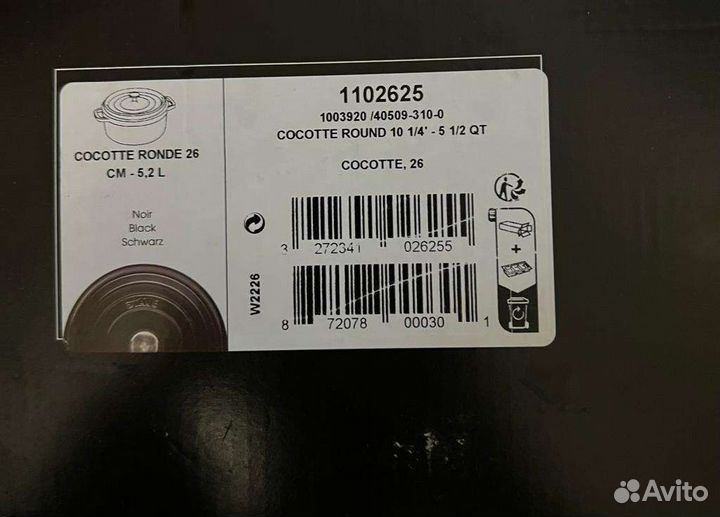 1102625
1003920 /40509-310-0
COCOTTE ROUND 10 1/4' - 5 1/2 QT
COCOTTE, 26
COCOTTE RONDE 26
CM - 5,2 L
Noir
Black
Schwarz
STAUB
3 272341 026255
W2226
8 72078 00030 1
Avito